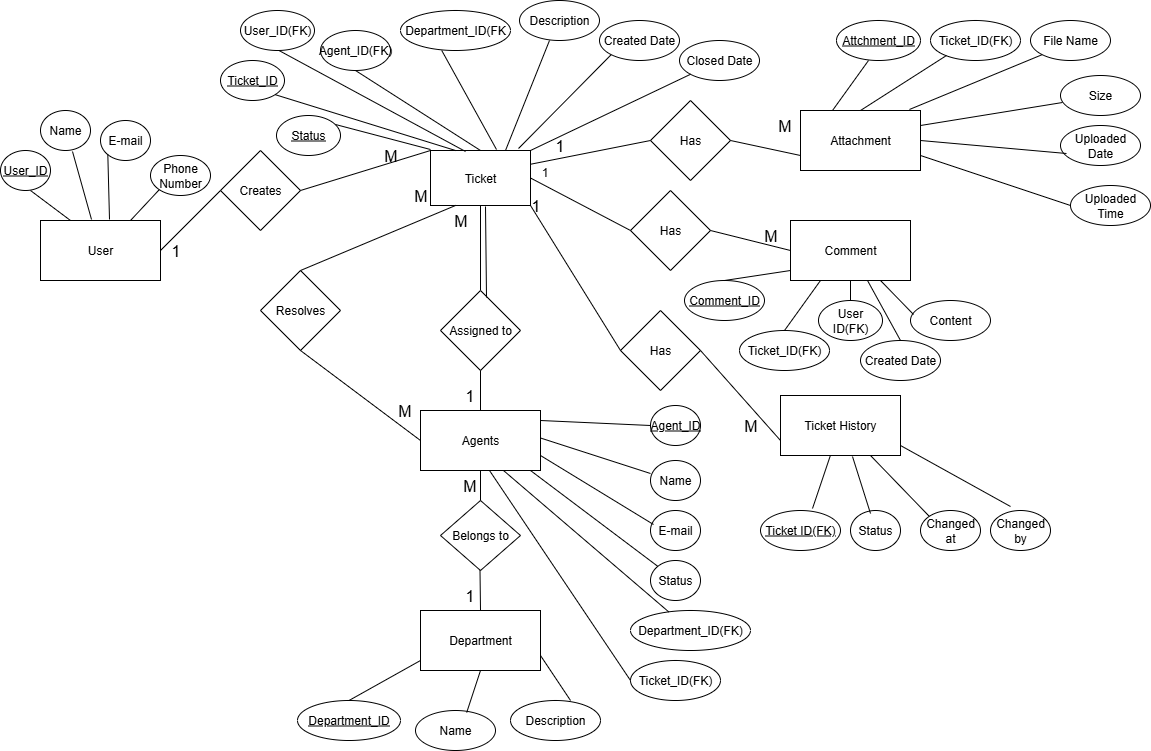 User_ID(FK)
Agent_ID(FK)
Department_ID(FK
Description
Created Date
Closed Date
Ticket_ID
Status
Attchment_ID
Ticket_ID(FK)
File Name
Size
Uploaded
Date
Uploaded
Time
User_ID
Name
E-mail
Phone
Number
Creates
M
Ticket
1
Has
M
Attachment
User
1
M
M
1
1
Has
M
Comment
Comment_ID
Ticket_ID(FK)
User
ID(FK)
Created Date
Content
Resolves
Assigned to
Has
M
1
M
Ticket History
Ticket ID(FK)
Status
Changed
at
Changed
by
Agents
Agent_ID
Name
E-mail
Status
Department_ID(FK)
Ticket_ID(FK)
M
Belongs to
1
Department
Department_ID
Name
Description